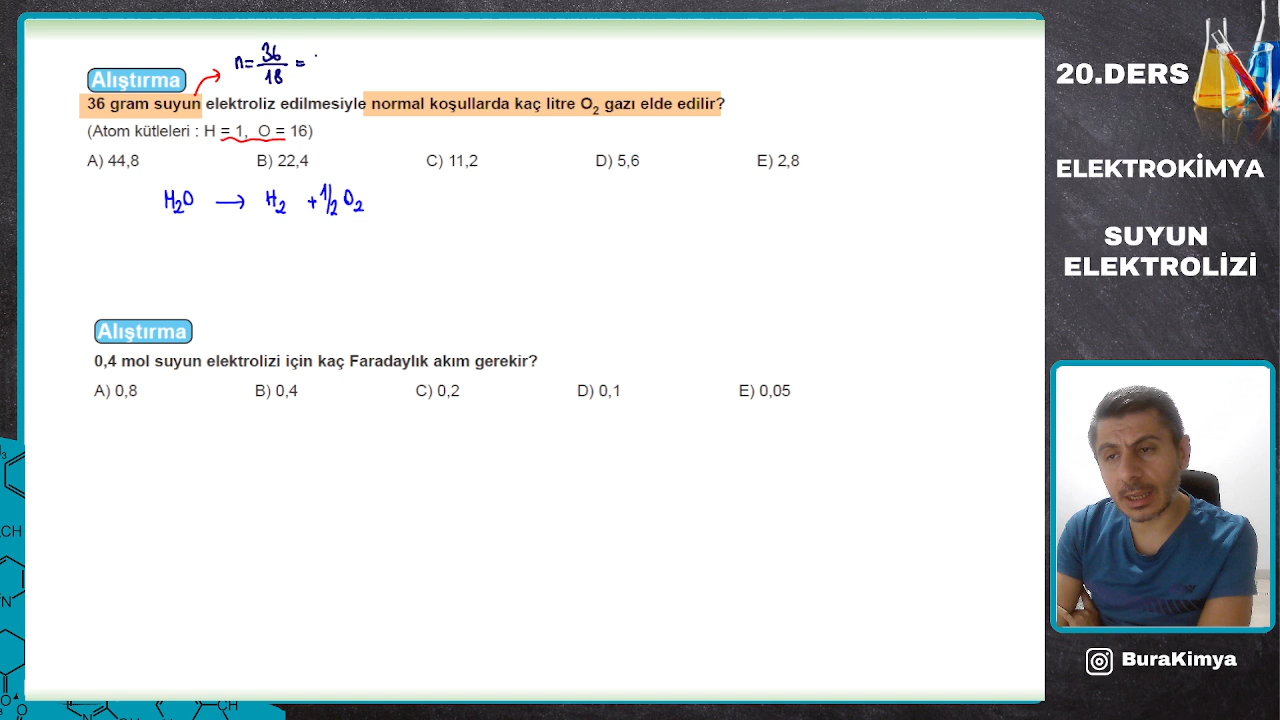 n= 36/18 =
Alıştırma
36 gram suyun elektroliz edilmesiyle normal koşullarda kaç litre O2 gazı elde edilir?
(Atom kütleleri : H = 1, O = 16)
A) 44,8 B) 22,4 C) 11,2 D) 5,6 E) 2,8
H2O → H2 + 1/2 O2
Alıştırma
0,4 mol suyun elektrolizi için kaç Faradaylık akım gerekir?
A) 0,8 B) 0,4 C) 0,2 D) 0,1 E) 0,05
20.DERS
ELEKTROKİMYA
SUYUN
ELEKTROLİZİ
BuraKimya
CH
N
O
O
CH